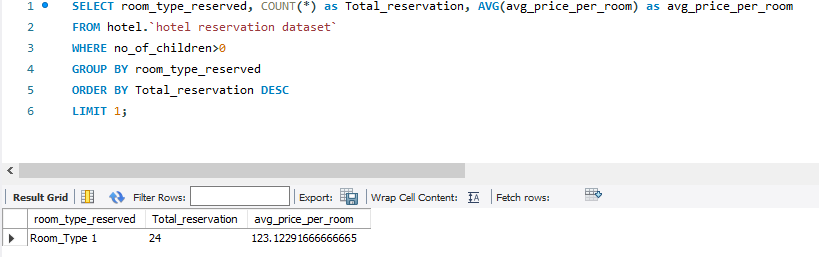 1 SELECT room_type_reserved, COUNT(*) as Total_reservation, AVG(avg_price_per_room) as avg_price_per_room
2 FROM hotel.`hotel reservation dataset`
3 WHERE no_of_children>0
4 GROUP BY room_type_reserved
5 ORDER BY Total_reservation DESC
6 LIMIT 1;
Result Grid Filter Rows: Export: Wrap Cell Content: Fetch rows:
room_type_reserved Total_reservation avg_price_per_room
Room_Type 1 24 123.12291666666665